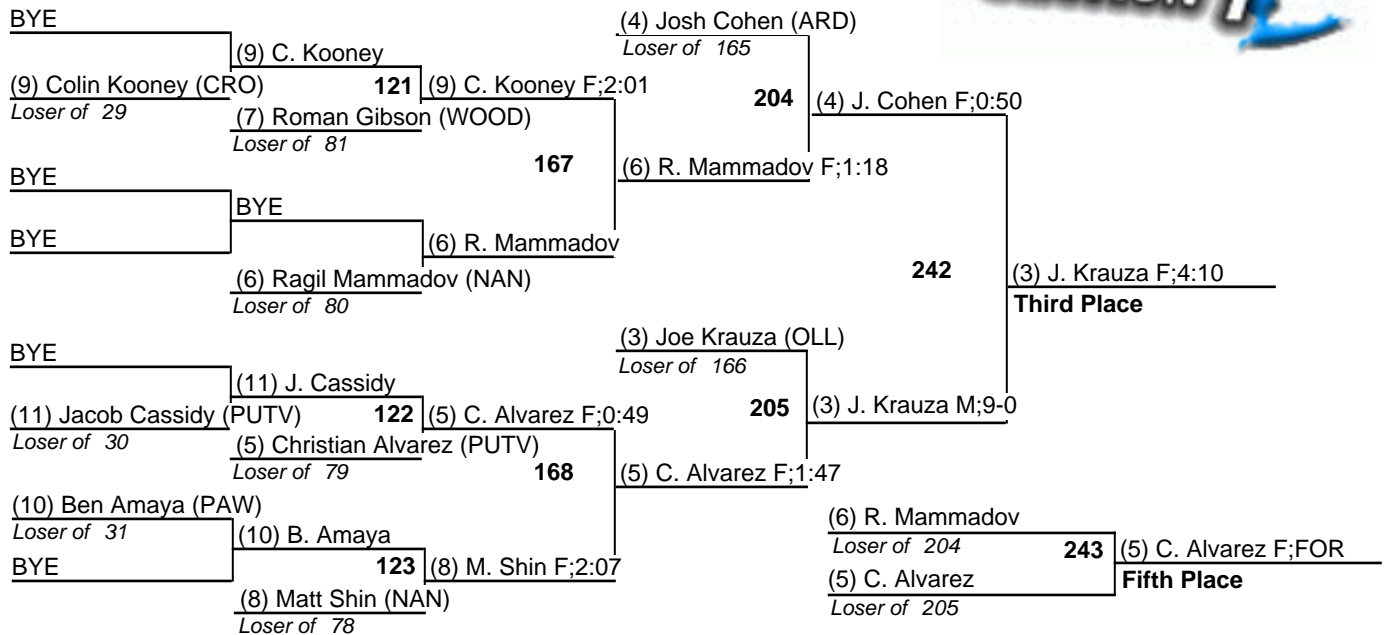 BYE
(9) Colin Kooney (CRO)
Loser of 29
(9) C. Kooney
121
(7) Roman Gibson (WOOD)
Loser of 81
(9) C. Kooney F;2:01
BYE
BYE
BYE
(6) Ragil Mammadov (NAN)
Loser of 80
(6) R. Mammadov
167
(4) Josh Cohen (ARD)
Loser of 165
204
(6) R. Mammadov F;1:18
(4) J. Cohen F;0:50
BYE
(11) Jacob Cassidy (PUTV)
Loser of 30
(11) J. Cassidy
122
(5) Christian Alvarez (PUTV)
Loser of 79
(5) C. Alvarez F;0:49
(10) Ben Amaya (PAW)
Loser of 31
BYE
(10) B. Amaya
123
(8) Matt Shin (NAN)
Loser of 78
(8) M. Shin F;2:07
168
(3) Joe Krauza (OLL)
Loser of 166
205
(5) C. Alvarez F;1:47
(3) J. Krauza M;9-0
242
(3) J. Krauza F;4:10
Third Place
(6) R. Mammadov
Loser of 204
243
(5) C. Alvarez
Loser of 205
(5) C. Alvarez F;FOR
Fifth Place